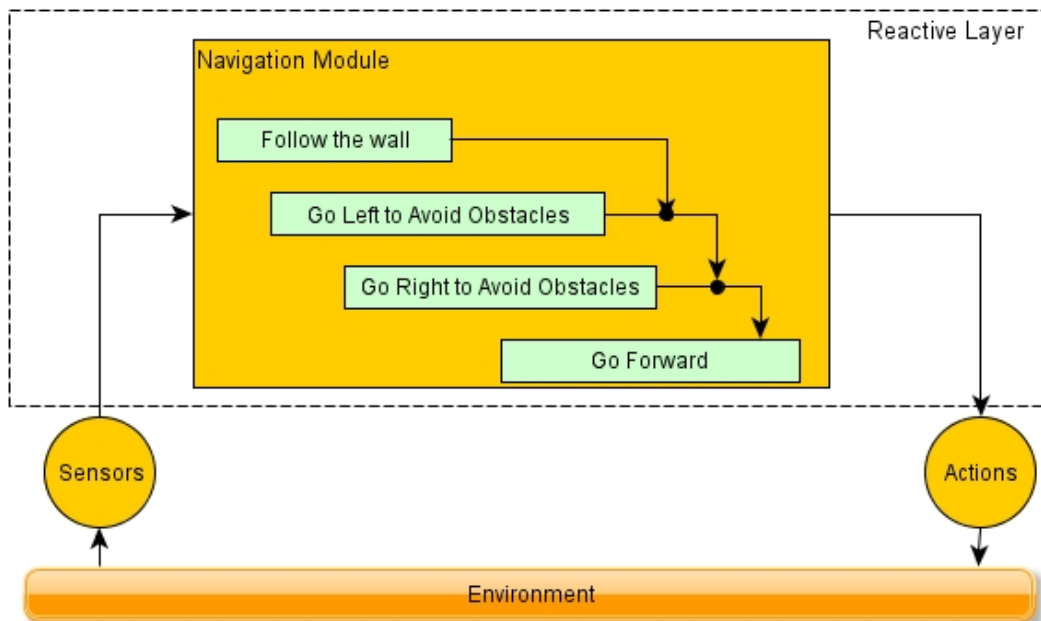 Reactive Layer
Navigation Module
Follow the wall
Go Left to Avoid Obstacles
Go Right to Avoid Obstacles
Go Forward
Sensors
Actions
Environment